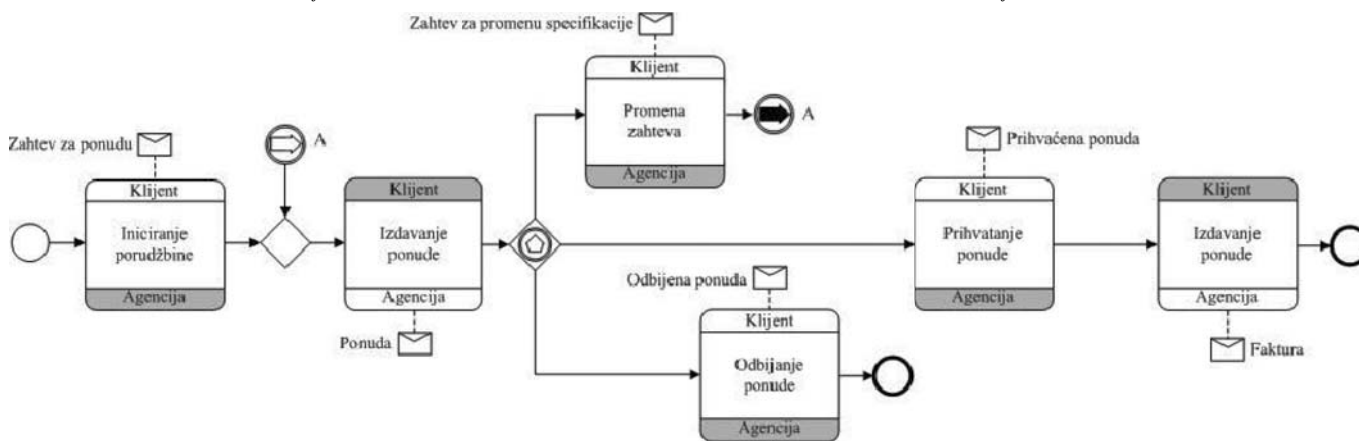 Zahtev za promenu specifikacije
Klijent
Promena
zahteva
Agencija
A
Zahtev za ponudu
Klijent
Iniciranje
porudžbine
Agencija
A
Klijent
Izdavanje
ponude
Agencija
Ponuda
Prihvaćena ponuda
Klijent
Prihvatanje
ponude
Agencija
Klijent
Izdavanje
ponude
Agencija
Faktura
Odbijena ponuda
Klijent
Odbijanje
ponude
Agencija